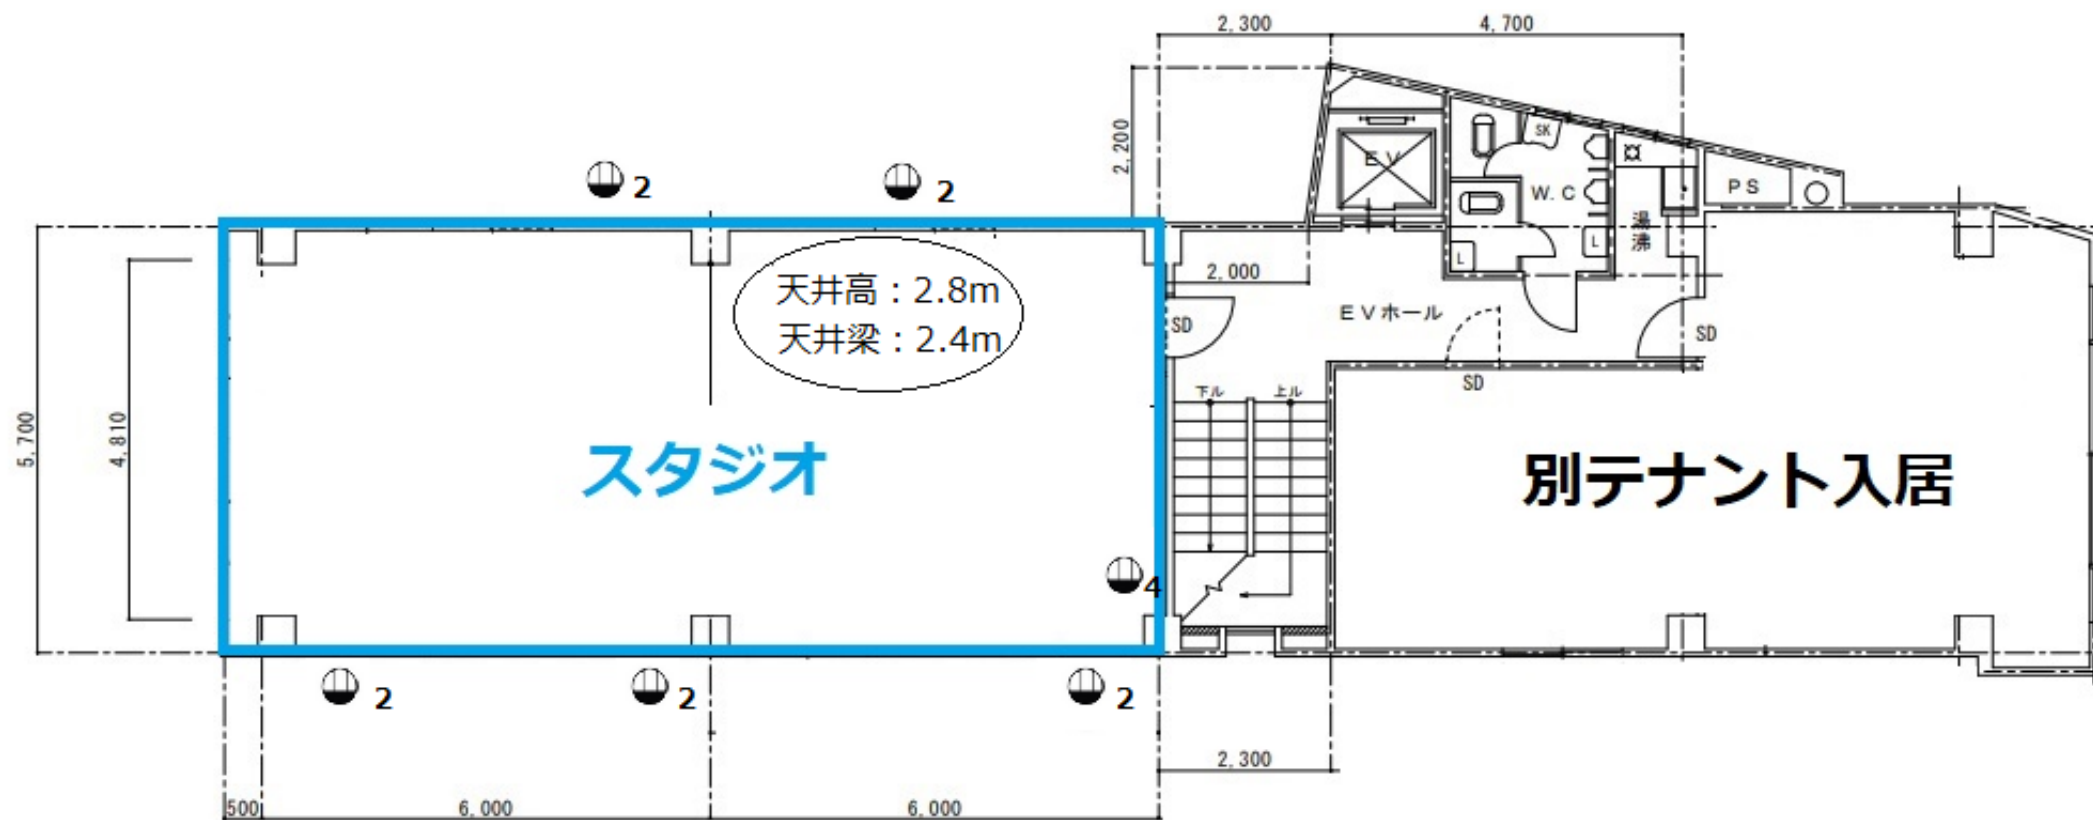 2,300
4,700
2,200
2
2
EV
SK
W.C
湯沸
PS
L
L
天井高：2.8m
天井梁：2.4m
2,000
SD
EVホール
SD
SD
下ル
上ル
5,700
4,810
スタジオ
別テナント入居
4
2
2
2
2,300
500
6,000
6,000